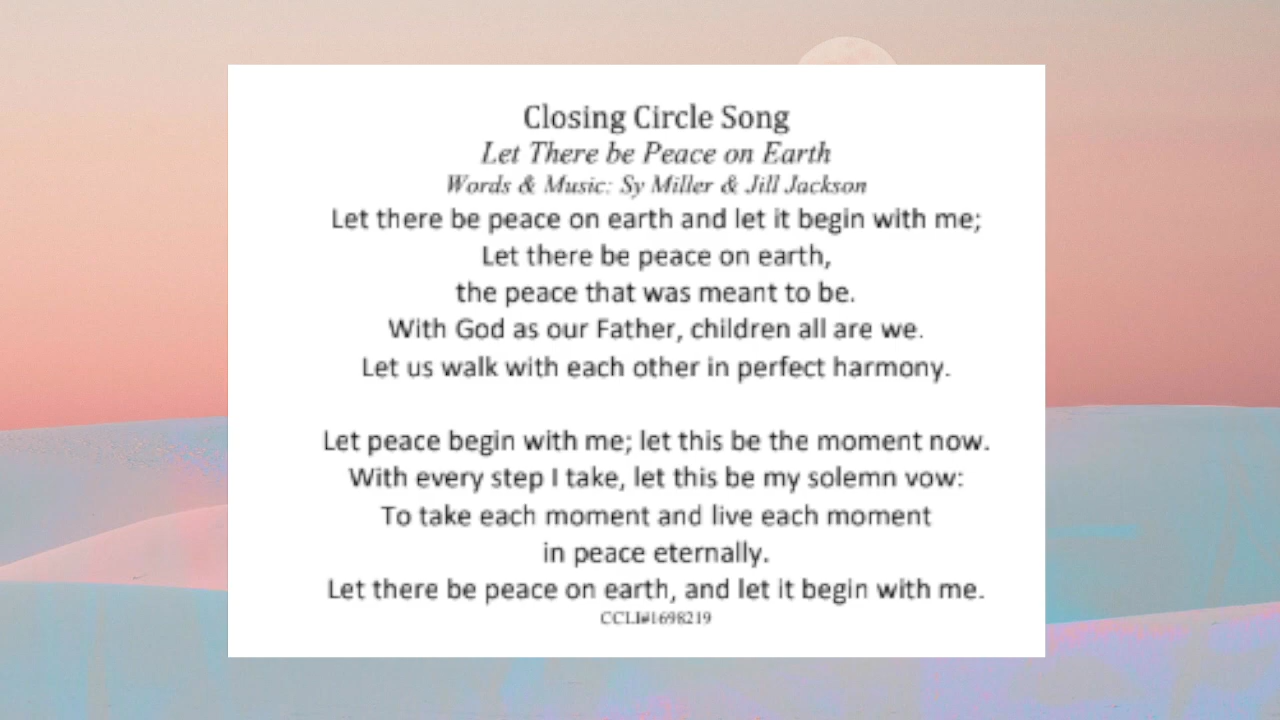 Closing Circle Song
Let There be Peace on Earth
Words & Music: Sy Miller & Jill Jackson
Let there be peace on earth and let it begin with me;
Let there be peace on earth,
the peace that was meant to be.
With God as our Father, children all are we.
Let us walk with each other in perfect harmony.
Let peace begin with me; let this be the moment now.
With every step I take, let this be my solemn vow:
To take each moment and live each moment
in peace eternally.
Let there be peace on earth, and let it begin with me.
CCLI#1698219